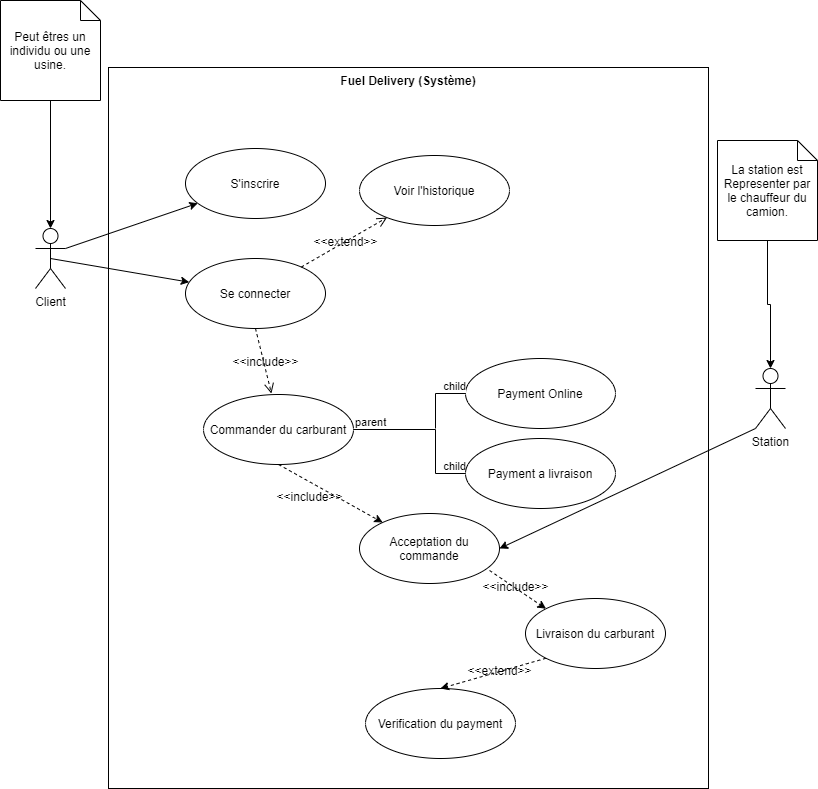 Peut êtres un
individu ou une
usine.
Fuel Delivery (Système)
La station est
Representer par
le chauffeur du
camion.
S'inscrire
Voir l'historique
<<extend>>
Client
Se connecter
<<include>>
Commander du carburant
parent
child
Payment Online
child
Payment a livraison
Station
<<include>>
Acceptation du
commande
<<include>>
Livraison du carburant
<<extend>>
Verification du payment